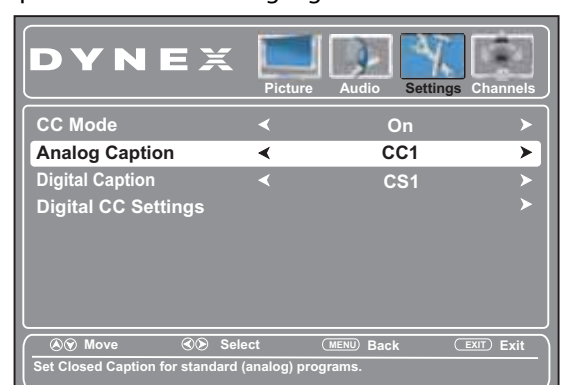 DYNEX
Picture Audio Settings Channels
CC Mode On
Analog Caption CC1
Digital Caption CS1
Digital CC Settings
Move Select MENU Back EXIT Exit
Set Closed Caption for standard (analog) programs.